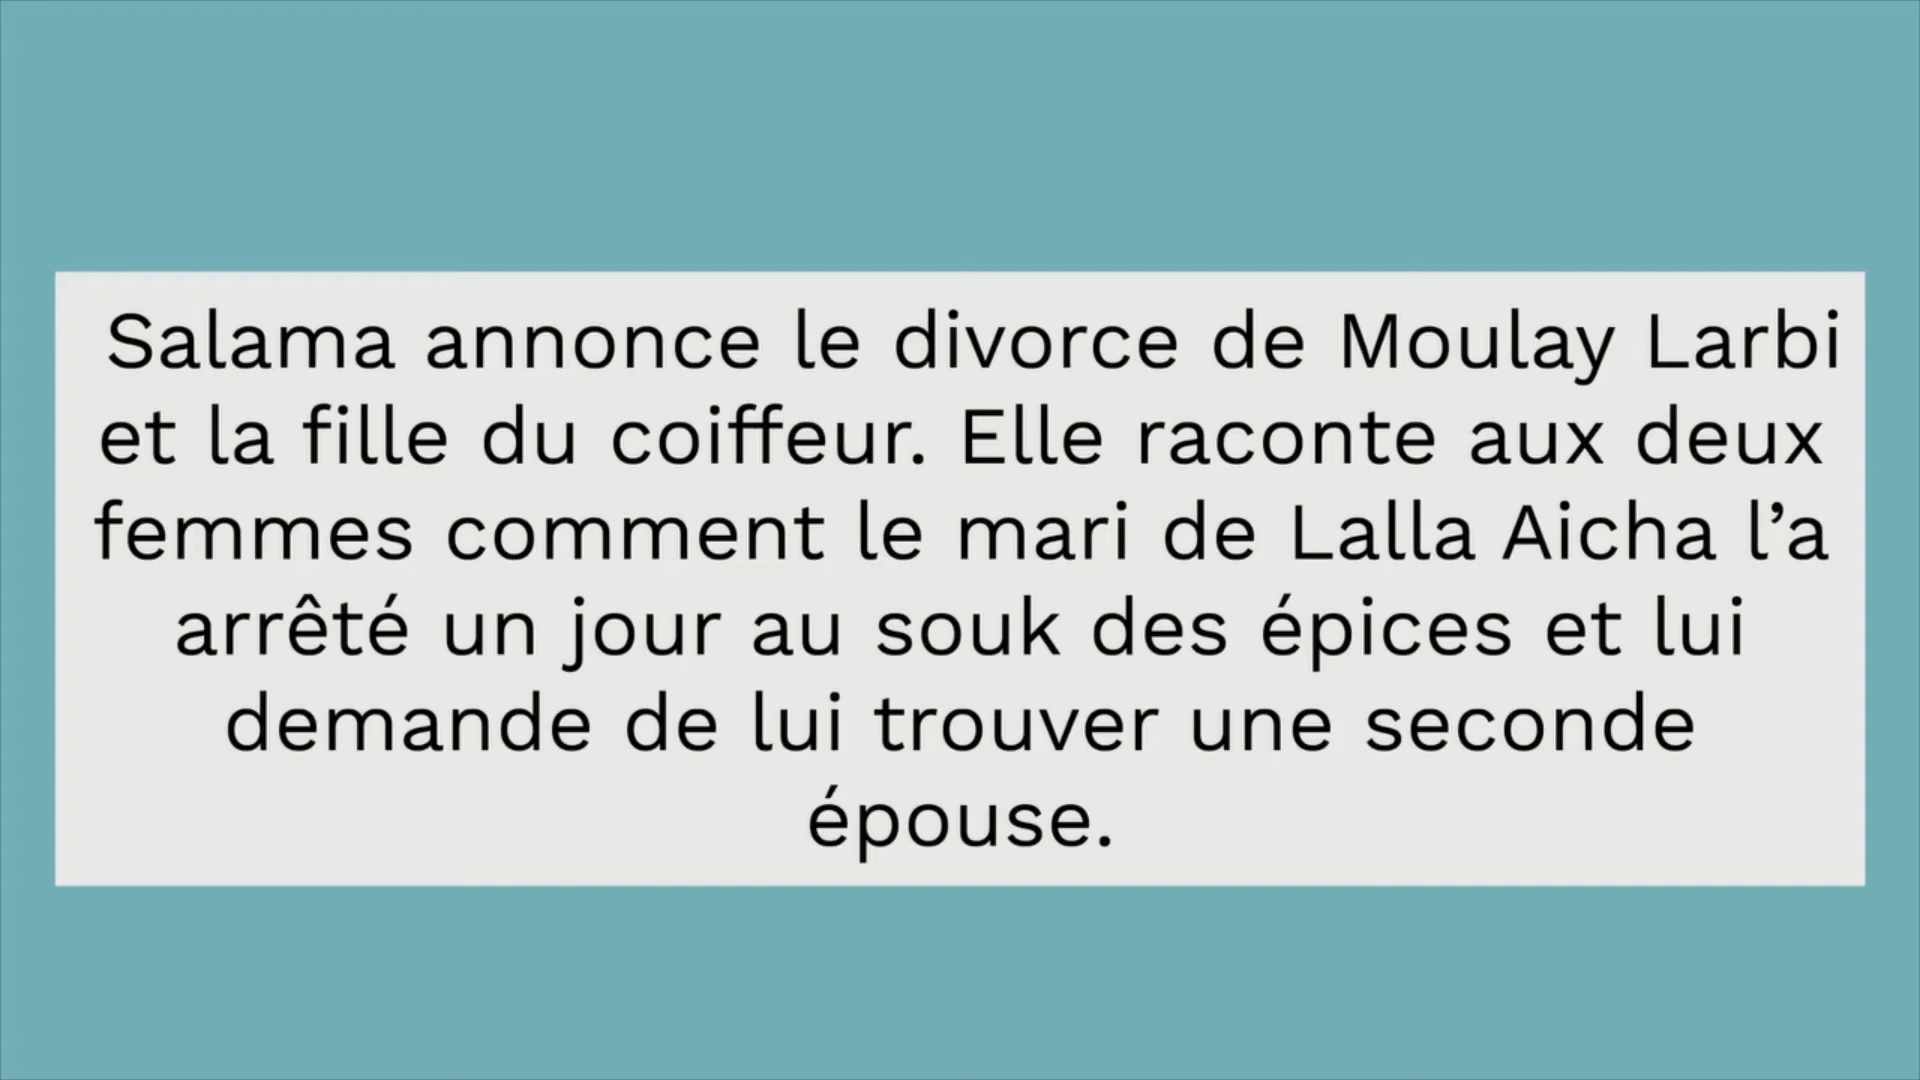 Salama annonce le divorce de Moulay Larbi
et la fille du coiffeur. Elle raconte aux deux
femmes comment le mari de Lalla Aicha l’a
arrêté un jour au souk des épices et lui
demande de lui trouver une seconde
épouse.